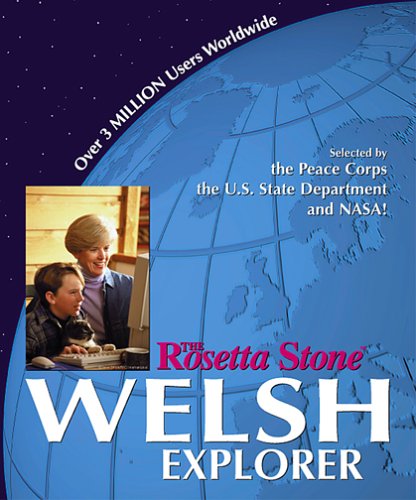 Over 3 MILLION Users Worldwide
Selected by
the Peace Corps
the U.S. State Department
and NASA!
THE
Rosetta Stone™
WELSH
EXPLORER